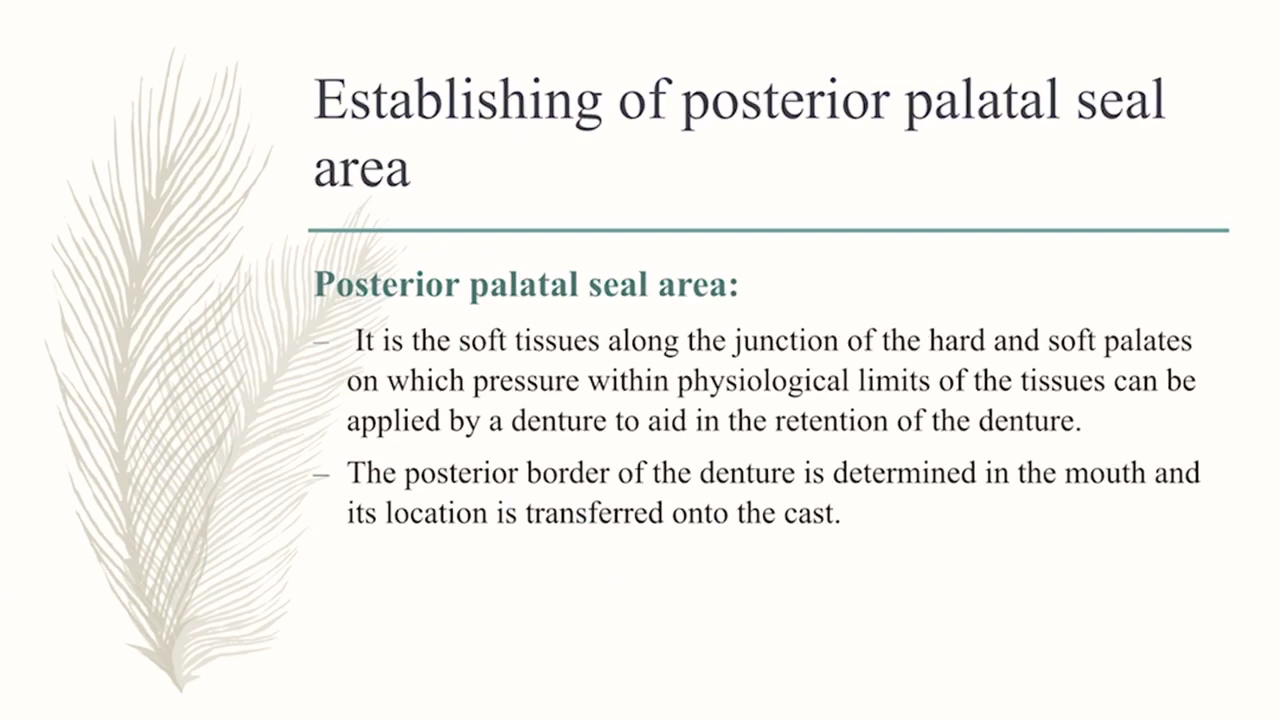 Establishing of posterior palatal seal
area
Posterior palatal seal area:
– It is the soft tissues along the junction of the hard and soft palates
on which pressure within physiological limits of the tissues can be
applied by a denture to aid in the retention of the denture.
– The posterior border of the denture is determined in the mouth and
its location is transferred onto the cast.